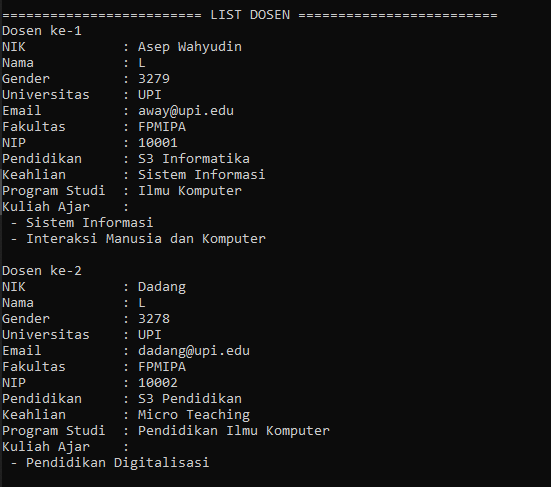 ========================= LIST DOSEN =========================
Dosen ke-1
NIK            : Asep Wahyudin
Nama           : L
Gender         : 3279
Universitas    : UPI
Email          : away@upi.edu
Fakultas       : FPMIPA
NIP            : 10001
Pendidikan     : S3 Informatika
Keahlian       : Sistem Informasi
Program Studi  : Ilmu Komputer
Kuliah Ajar    :
 - Sistem Informasi
 - Interaksi Manusia dan Komputer

Dosen ke-2
NIK            : Dadang
Nama           : L
Gender         : 3278
Universitas    : UPI
Email          : dadang@upi.edu
Fakultas       : FPMIPA
NIP            : 10002
Pendidikan     : S3 Pendidikan
Keahlian       : Micro Teaching
Program Studi  : Pendidikan Ilmu Komputer
Kuliah Ajar    :
 - Pendidikan Digitalisasi